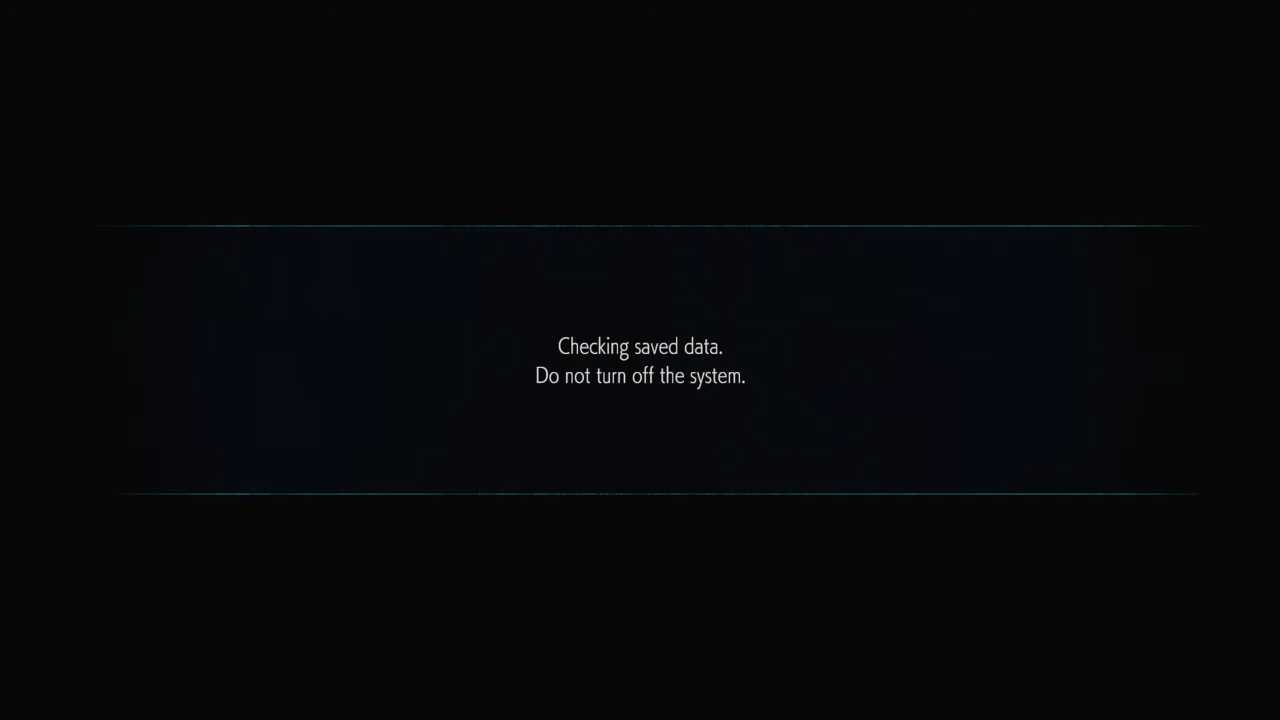 Checking saved data.
Do not turn off the system.